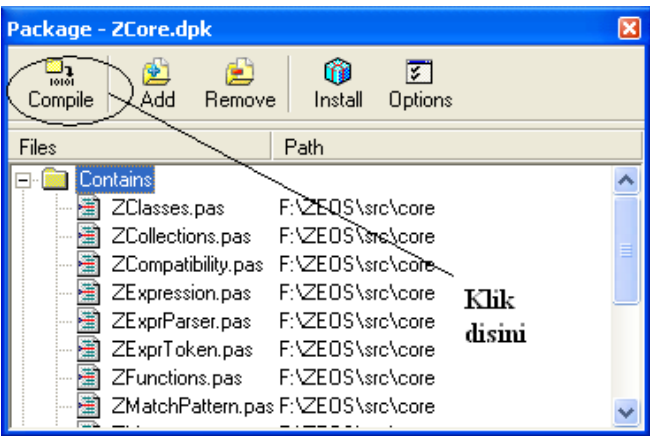 Package - ZCore.dpk
Compile Add Remove Install Options
Files Path
Contains
ZClasses.pas F:\ZEOS\src\core
ZCollections.pas F:\ZEOS\src\core
ZCompatibility.pas F:\ZEOS\src\core
ZExpression.pas F:\ZEOS\src\core
ZExprParser.pas F:\ZEOS\src\core
ZExprToken.pas F:\ZEOS\src\core
ZFunctions.pas F:\ZEOS\src\core
ZMatchPattern.pas F:\ZEOS\src\core
Klik
disini